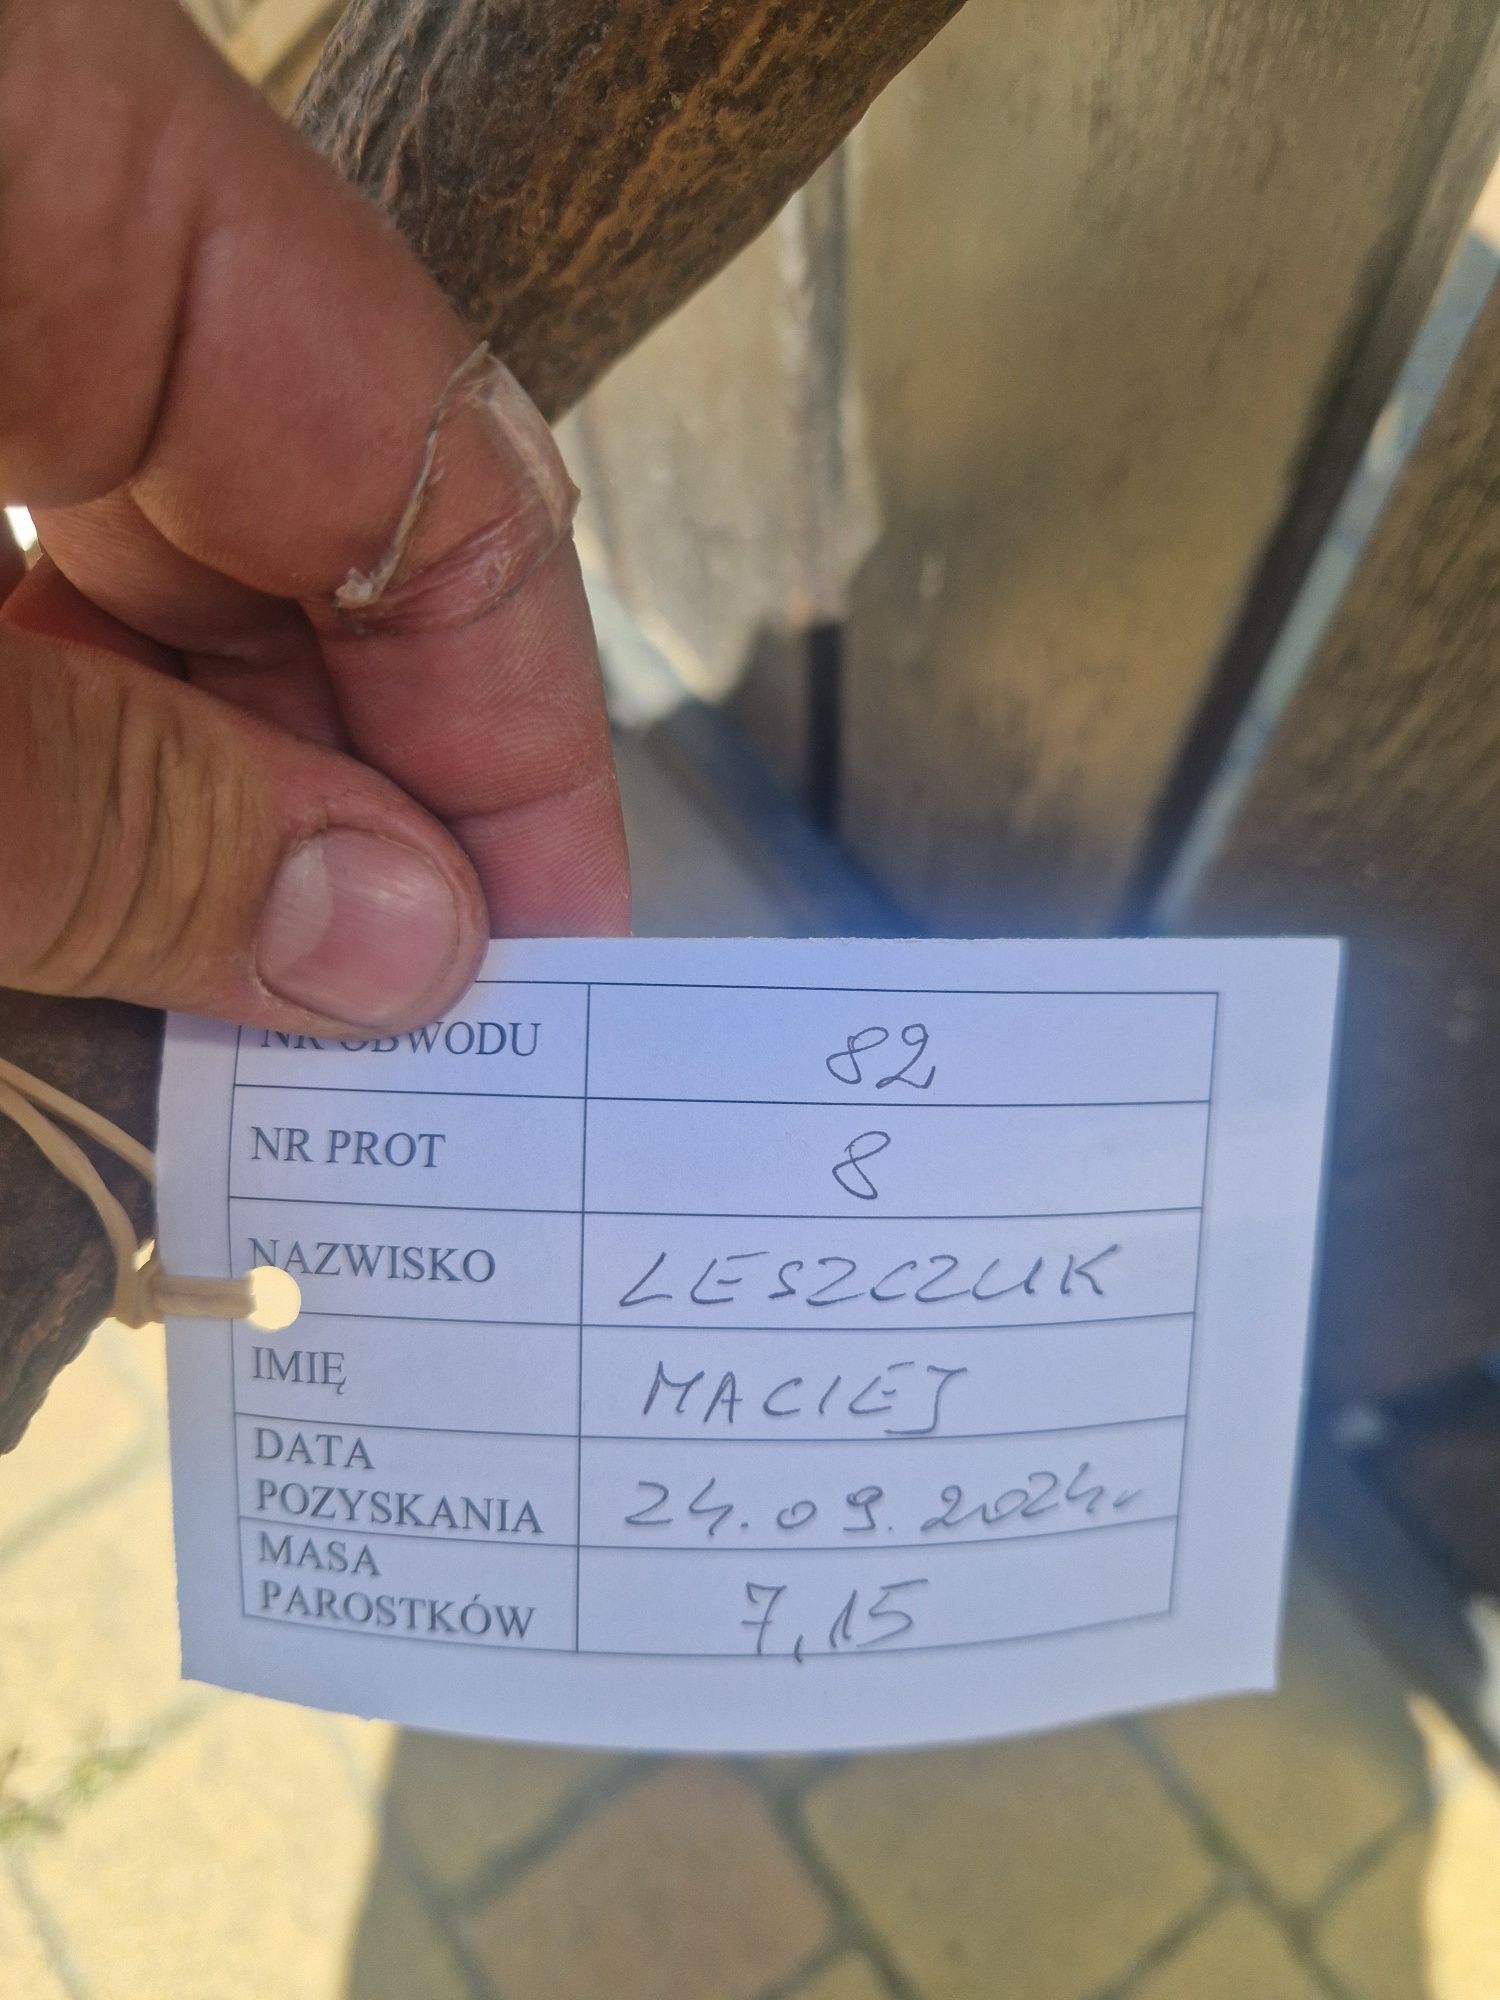 NR OBWODU 82
NR PROT 8
NAZWISKO LESZCZUK
IMIĘ MACIEJ
DATA
POZYSKANIA 24.09.2024r
MASA
PAROSTKÓW 7,15